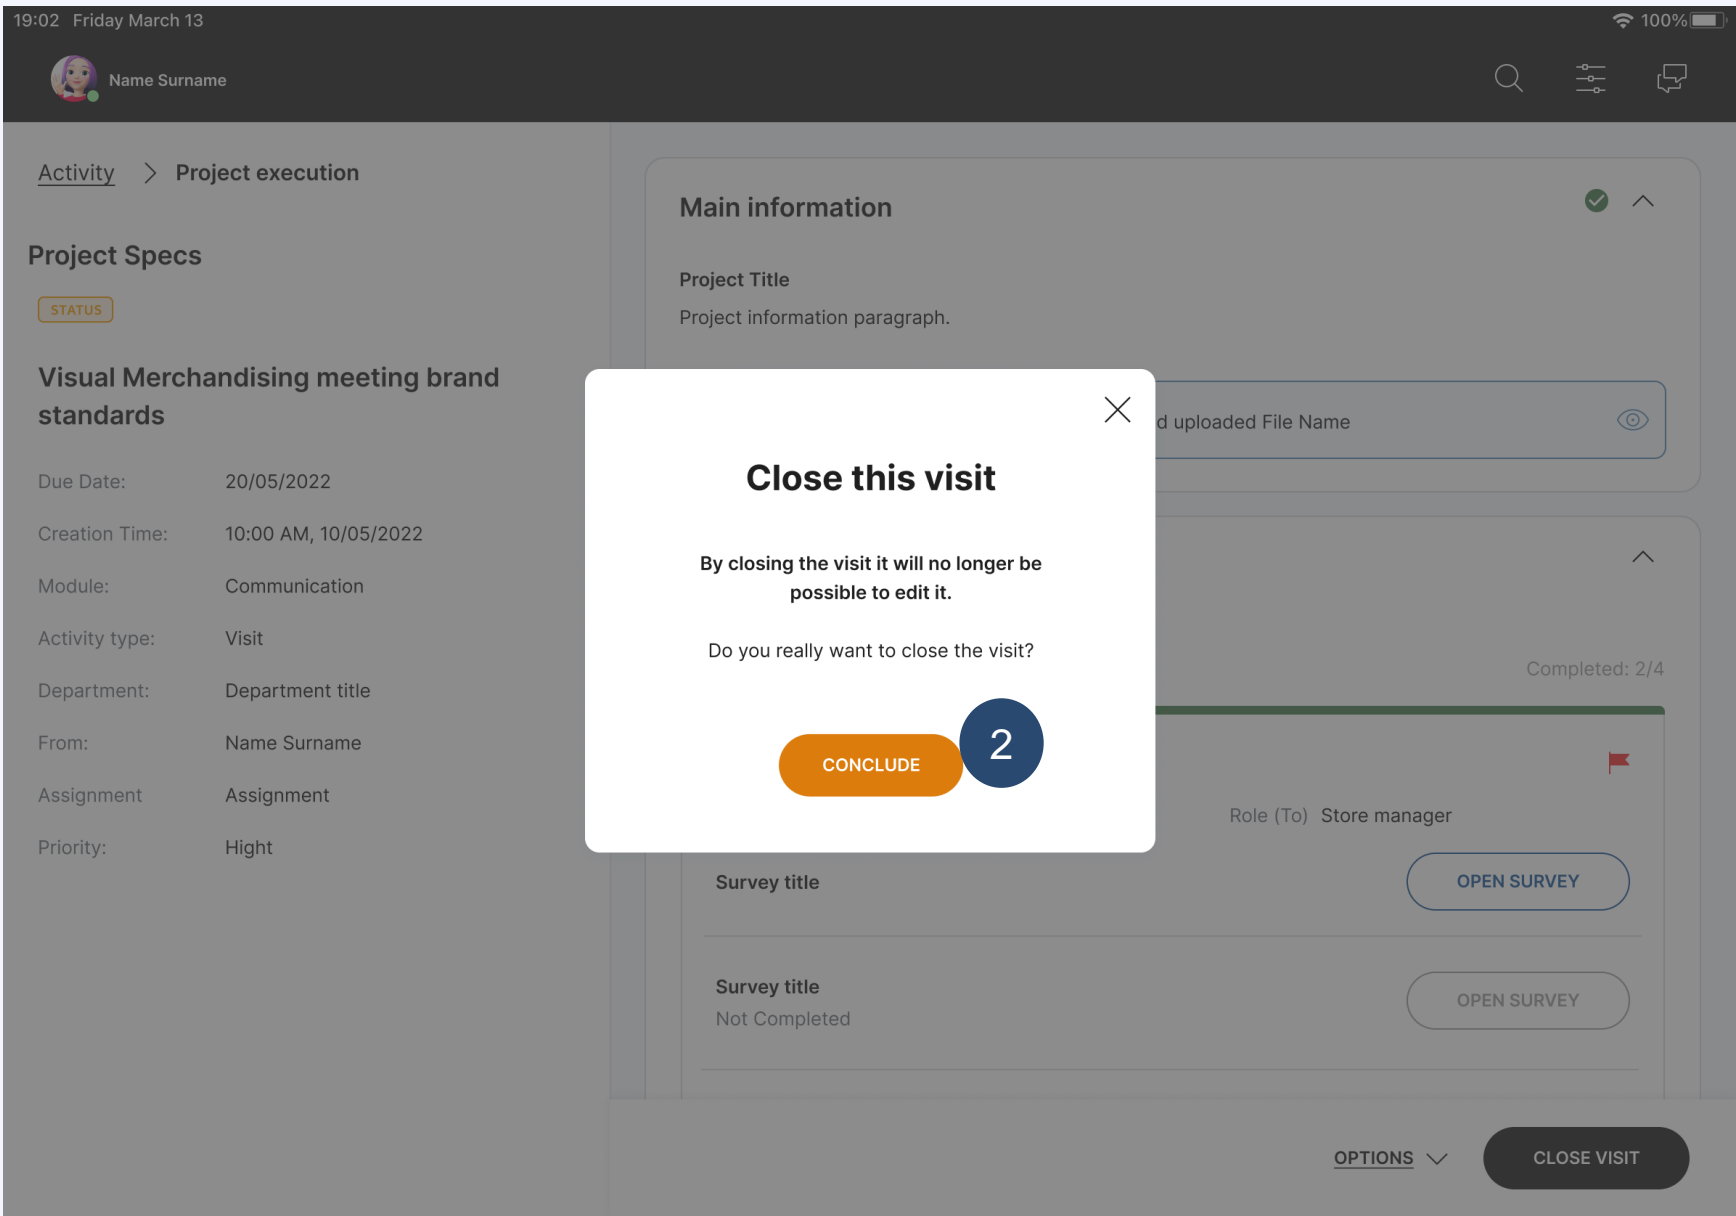 19:02 Friday March 13
100%
Name Surname
Activity
Project execution
Project Specs
STATUS
Visual Merchandising meeting brand
standards
Due Date: 20/05/2022
Creation Time: 10:00 AM, 10/05/2022
Module: Communication
Activity type: Visit
Department: Department title
From: Name Surname
Assignment Assignment
Priority: Hight
Main information
Project Title
Project information paragraph.
d uploaded File Name
Close this visit
By closing the visit it will no longer be
possible to edit it.
Do you really want to close the visit?
CONCLUDE
2
Completed: 2/4
Role (To) Store manager
Survey title
OPEN SURVEY
Survey title
Not Completed
OPEN SURVEY
OPTIONS
CLOSE VISIT